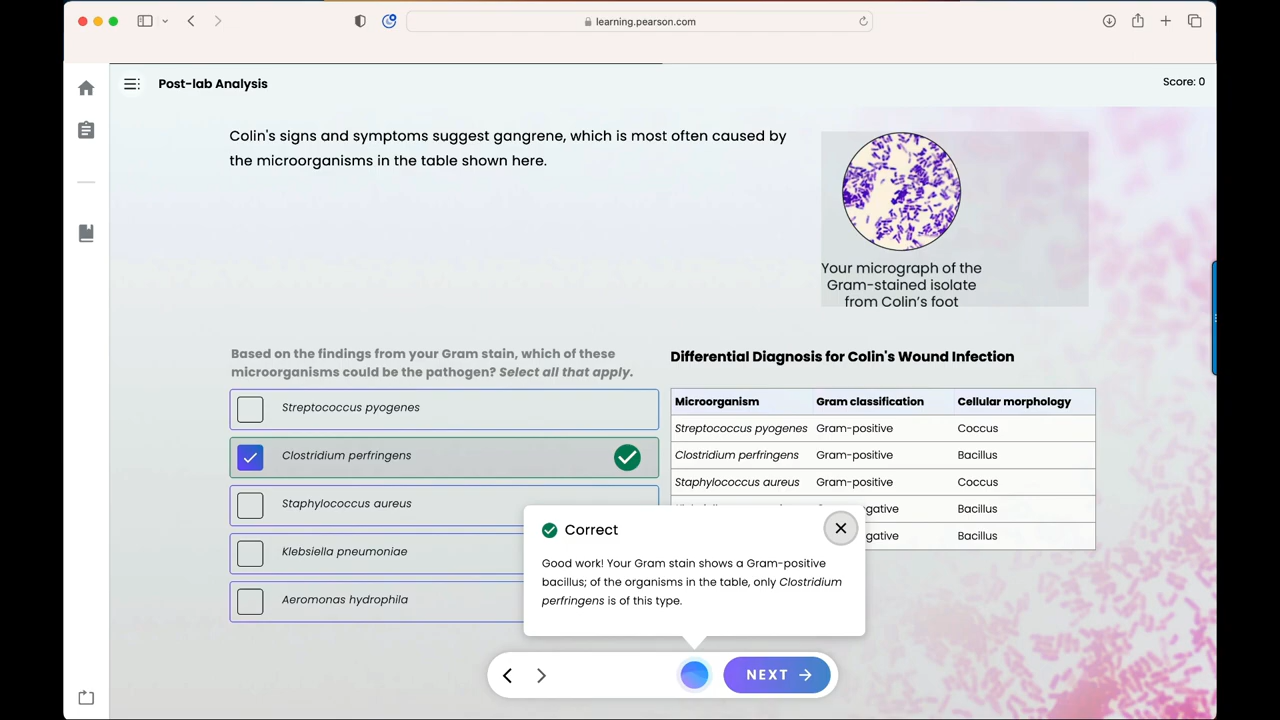 learning.pearson.com
Post-lab Analysis
Score: 0
Colin's signs and symptoms suggest gangrene, which is most often caused by
the microorganisms in the table shown here.
Your micrograph of the
Gram-stained isolate
from Colin's foot
Based on the findings from your Gram stain, which of these
microorganisms could be the pathogen? Select all that apply.
Streptococcus pyogenes
Clostridium perfringens
Staphylococcus aureus
Klebsiella pneumoniae
Aeromonas hydrophila
Differential Diagnosis for Colin's Wound Infection
Microorganism Gram classification Cellular morphology
Streptococcus pyogenes Gram-positive Coccus
Clostridium perfringens Gram-positive Bacillus
Staphylococcus aureus Gram-positive Coccus
gative Bacillus
gative Bacillus
Correct
Good work! Your Gram stain shows a Gram-positive
bacillus; of the organisms in the table, only Clostridium
perfringens is of this type.
NEXT